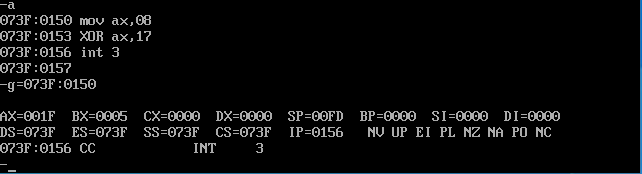 -a
073F:0150 mov ax,08
073F:0153 XOR ax,17
073F:0156 int 3
073F:0157
-g=073F:0150
AX=001F BX=0005 CX=0000 DX=0000 SP=00FD BP=0000 SI=0000 DI=0000
DS=073F ES=073F SS=073F CS=073F IP=0156 NV UP EI PL NZ NA PO NC
073F:0156 CC INT 3
-_